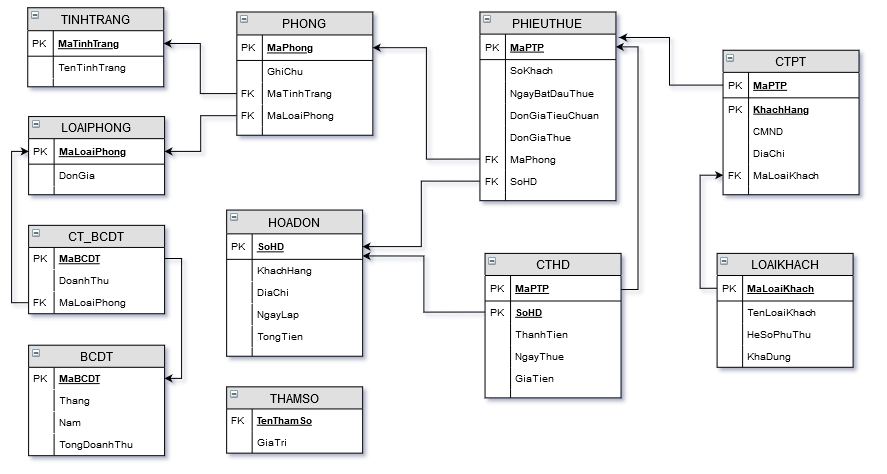 TINHTRANG
PK MaTinhTrang
TenTinhTrang
LOAIPHONG
PK MaLoaiPhong
DonGia
CT_BCDT
PK MaBCDT
DoanhThu
FK MaLoaiPhong
BCDT
PK MaBCDT
Thang
Nam
TongDoanhThu
PHONG
PK MaPhong
GhiChu
FK MaTinhTrang
FK MaLoaiPhong
HOADON
PK SoHD
KhachHang
DiaChi
NgayLap
TongTien
THAMSO
FK TenThamSo
GiaTri
PHIEUTHUE
PK MaPTP
SoKhach
NgayBatDauThue
DonGiaTieuChuan
DonGiaThue
FK MaPhong
FK SoHD
CTHD
PK MaPTP
PK SoHD
ThanhTien
NgayThue
GiaTien
CTPT
PK MaPTP
PK KhachHang
CMND
DiaChi
FK MaLoaiKhach
LOAIKHACH
PK MaLoaiKhach
TenLoaiKhach
HeSoPhuThu
KhaDung